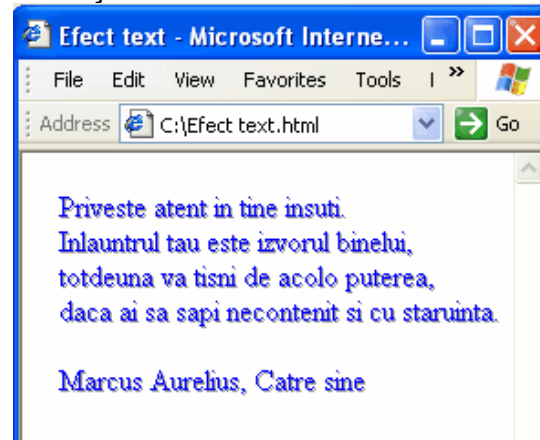 Efect text - Microsoft Interne...
File Edit View Favorites Tools »
Address C:\Efect text.html Go
Priveste atent in tine insuti.
Inlauntrul tau este izvorul binelui,
totdeuna va tisni de acolo puterea,
daca ai sa sapi necontenit si cu staruinta.
Marcus Aurelius, Catre sine